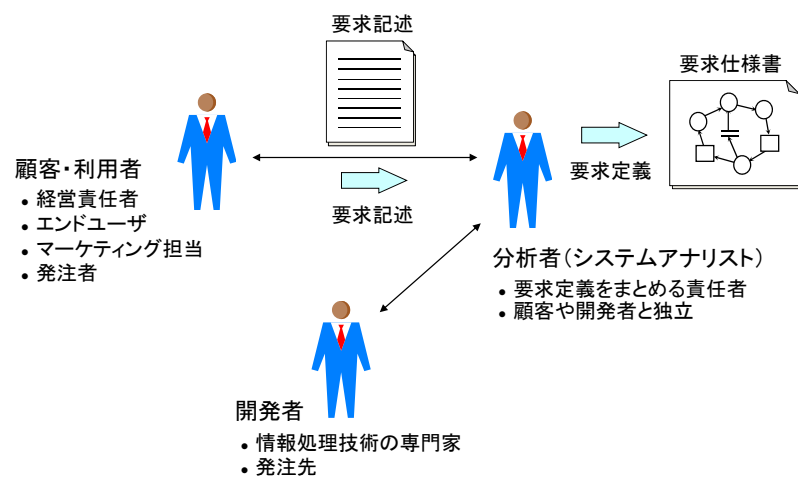 要求記述
要求仕様書
顧客・利用者
• 経営責任者
• エンドユーザ
• マーケティング担当
• 発注者
要求記述
要求定義
分析者(システムアナリスト)
• 要求定義をまとめる責任者
• 顧客や開発者と独立
開発者
• 情報処理技術の専門家
• 発注先